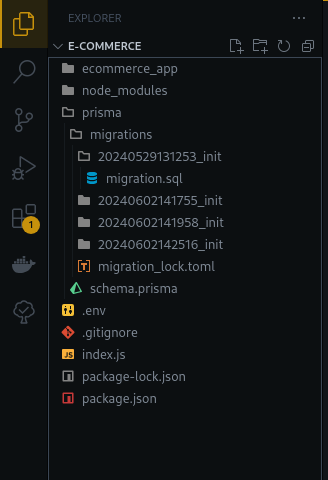 EXPLORER
E-COMMERCE
ecommerce_app
node_modules
prisma
migrations
20240529131253_init
migration.sql
20240602141755_init
20240602141958_init
20240602142516_init
migration_lock.toml
schema.prisma
.env
.gitignore
JS index.js
package-lock.json
package.json
1